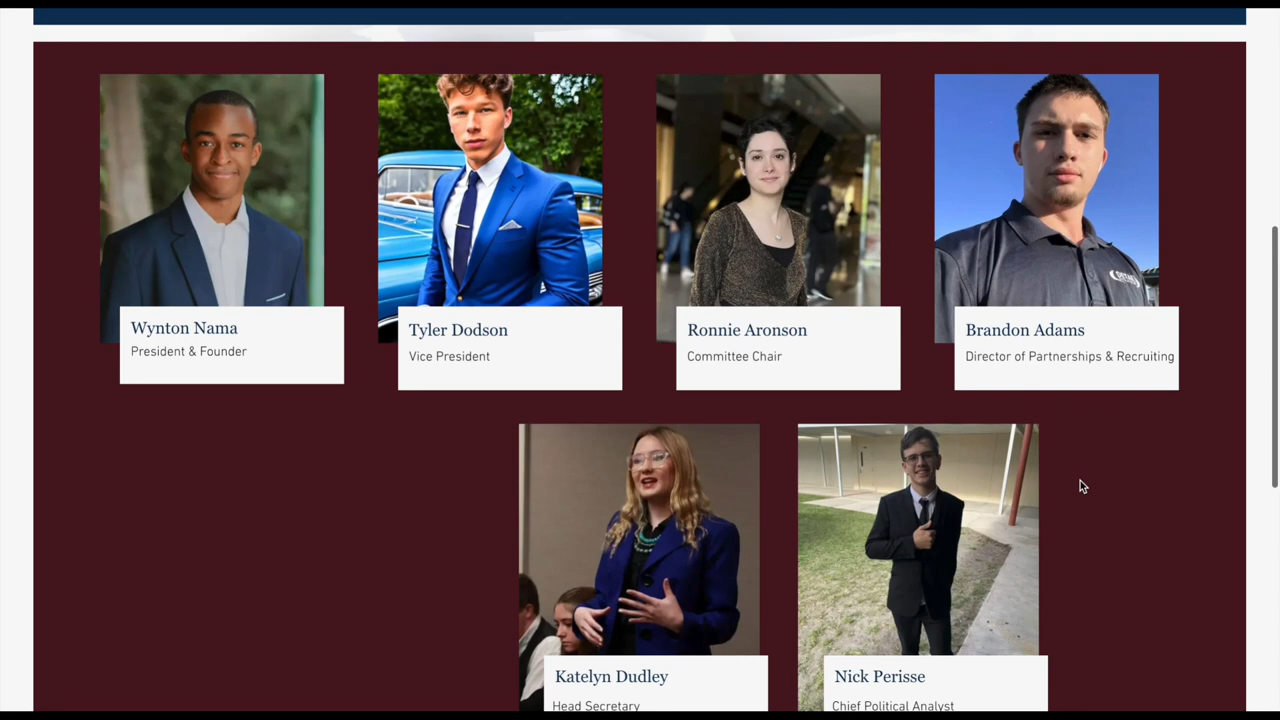 Wynton Nama
President & Founder
Tyler Dodson
Vice President
Ronnie Aronson
Committee Chair
Brandon Adams
Director of Partnerships & Recruiting
Katelyn Dudley
Head Secretary
Nick Perisse
Chief Political Analyst